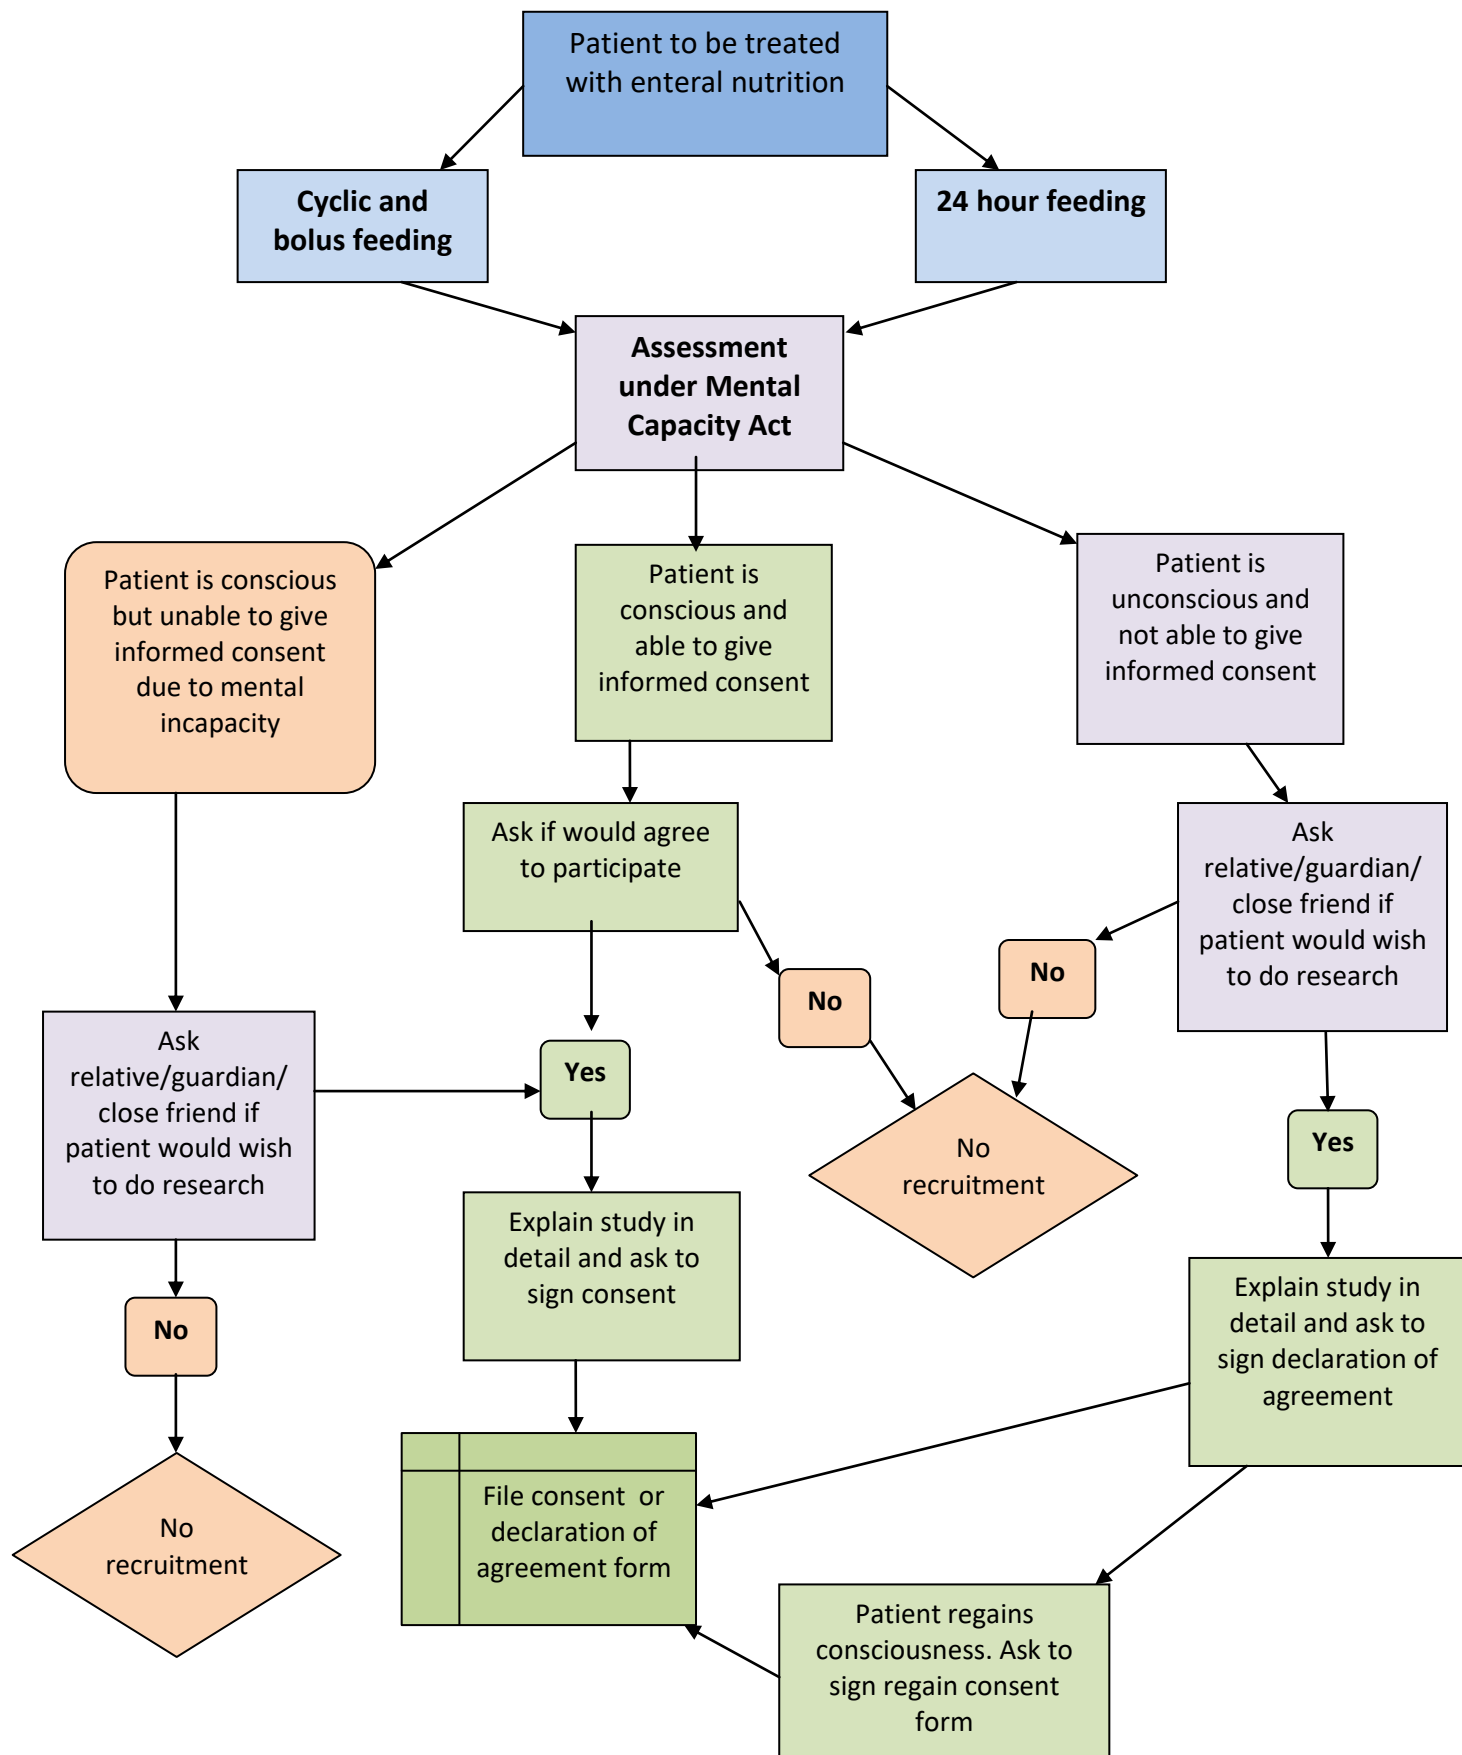 Patient to be treated
with enteral nutrition
Cyclic and
bolus feeding
24 hour feeding
Assessment
under Mental
Capacity Act
Patient is conscious
but unable to give
informed consent
due to mental
incapacity
Patient is
conscious and
able to give
informed consent
Patient is
unconscious and
not able to give
informed consent
Ask if would agree
to participate
Ask
relative/guardian/
close friend if
patient would wish
to do research
No
No
Ask
relative/guardian/
close friend if
patient would wish
to do research
Yes
No
recruitment
Yes
Explain study in
detail and ask to
sign consent
Explain study in
detail and ask to
sign declaration of
agreement
No
No
recruitment
File consent or
declaration of
agreement form
Patient regains
consciousness. Ask to
sign regain consent
form